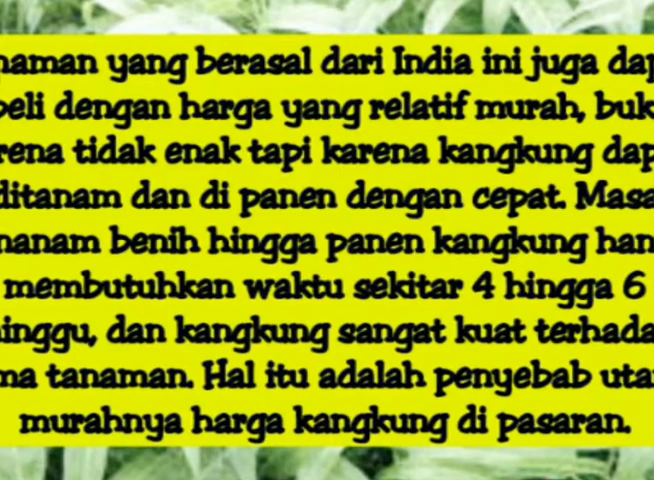 naman yang berasal dari India ini juga dap
beli dengan harga yang relatif murah, buk
rena tidak enak tapi karena kangkung dap
ditanam dan di panen dengan cepat. Masa
nanam benih hingga panen kangkung han
membutuhkan waktu sekitar 4 hingga 6
inggu, dan kangkung sangat kuat terhada
ma tanaman. Hal itu adalah penyebab uta
murahnya harga kangkung di pasaran.